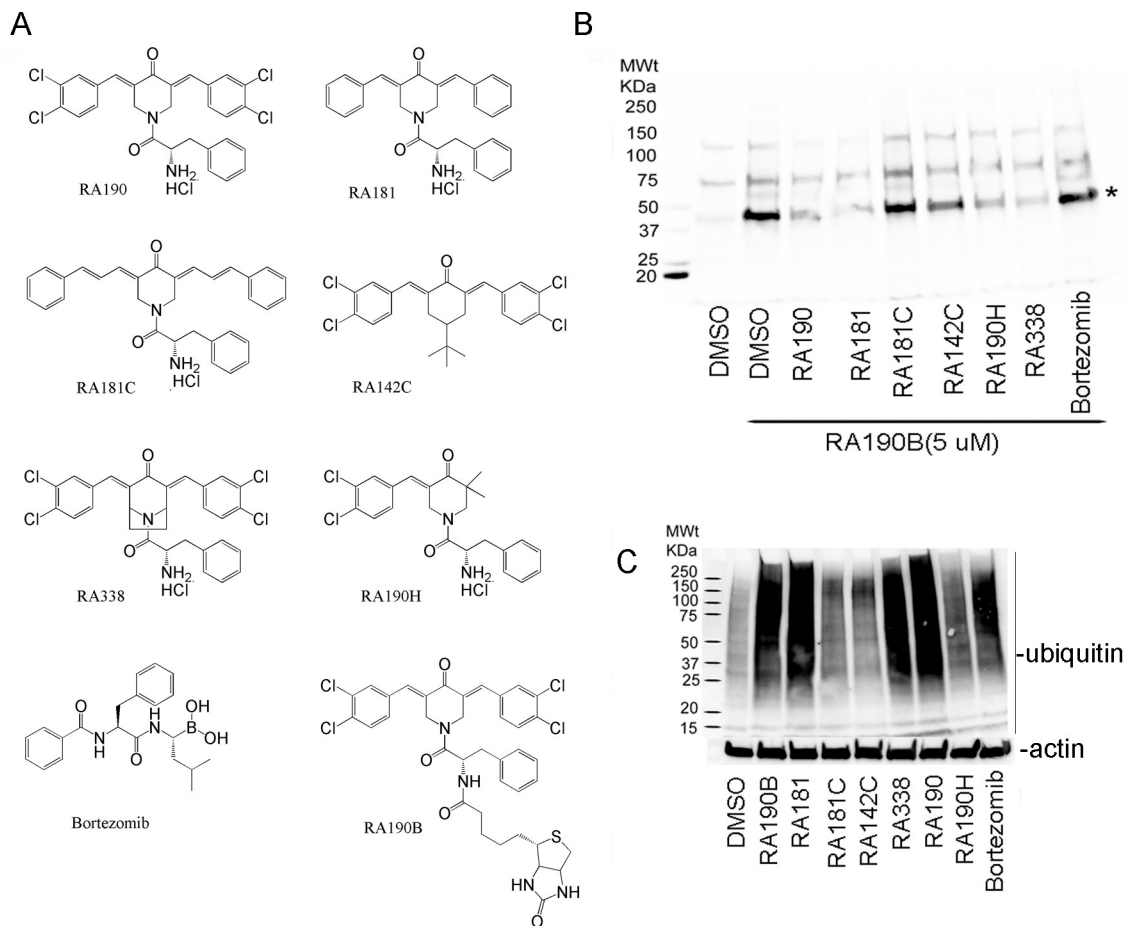 A
O
Cl
Cl
Cl
Cl
N
O
NH2.
HCl
RA190
O
N
O
NH2.
HCl
RA181
O
N
O
NH2
HCl
.
RA181C
O
Cl
Cl
Cl
Cl
RA142C
O
Cl
Cl
Cl
Cl
N
O
NH2.
HCl
RA338
O
Cl
Cl
N
O
NH2.
HCl
RA190H
O
N
H
H
N
O
B
OH
OH
Bortezomib
O
Cl
Cl
Cl
Cl
N
O
NH
O
RA190B
S
HN
NH
O
B
MWt
KDa
250
150
100
75
50
37
25
20
*
DMSO
DMSO
RA190
RA181
RA181C
RA142C
RA190H
RA338
Bortezomib
RA190B(5 uM)
C
MWt
KDa
250
150
100
75
50
37
25
20
15
-ubiquitin
-actin
DMSO
RA190B
RA181
RA181C
RA142C
RA338
RA190
RA190H
Bortezomib